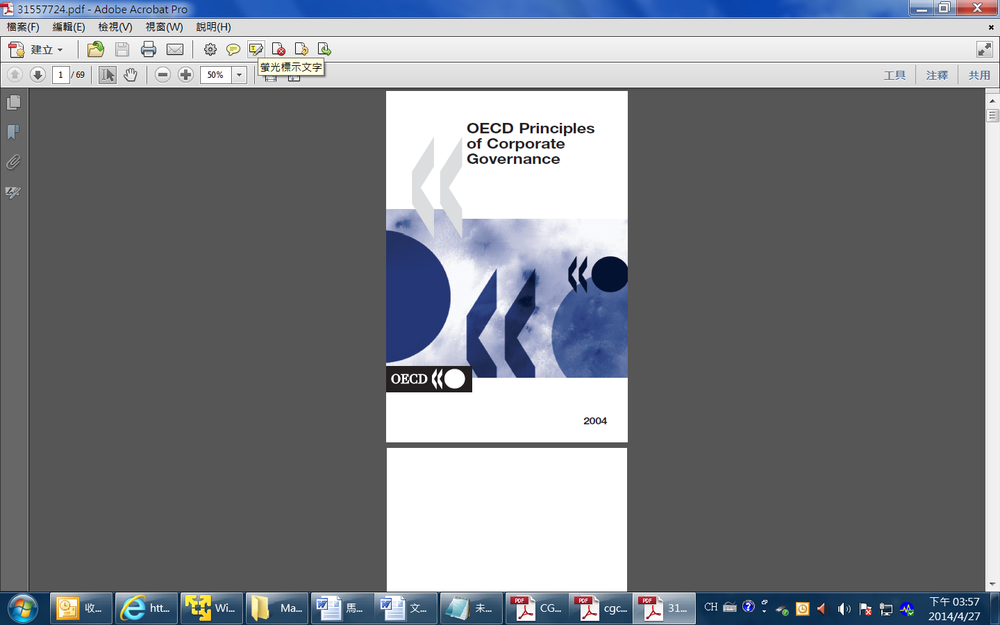 31557724.pdf - Adobe Acrobat Pro
檔案(F) 編輯(E) 檢視(V) 視窗(W) 說明(H)
建立
螢光標示文字
1 / 69 50% 工具 注釋 共用
OECD Principles
of Corporate
Governance
OECD
2004
收... htt... Wi... Ma... 馬... 文... 未... CG... cgc... 31... CH 下午 03:57
2014/4/27